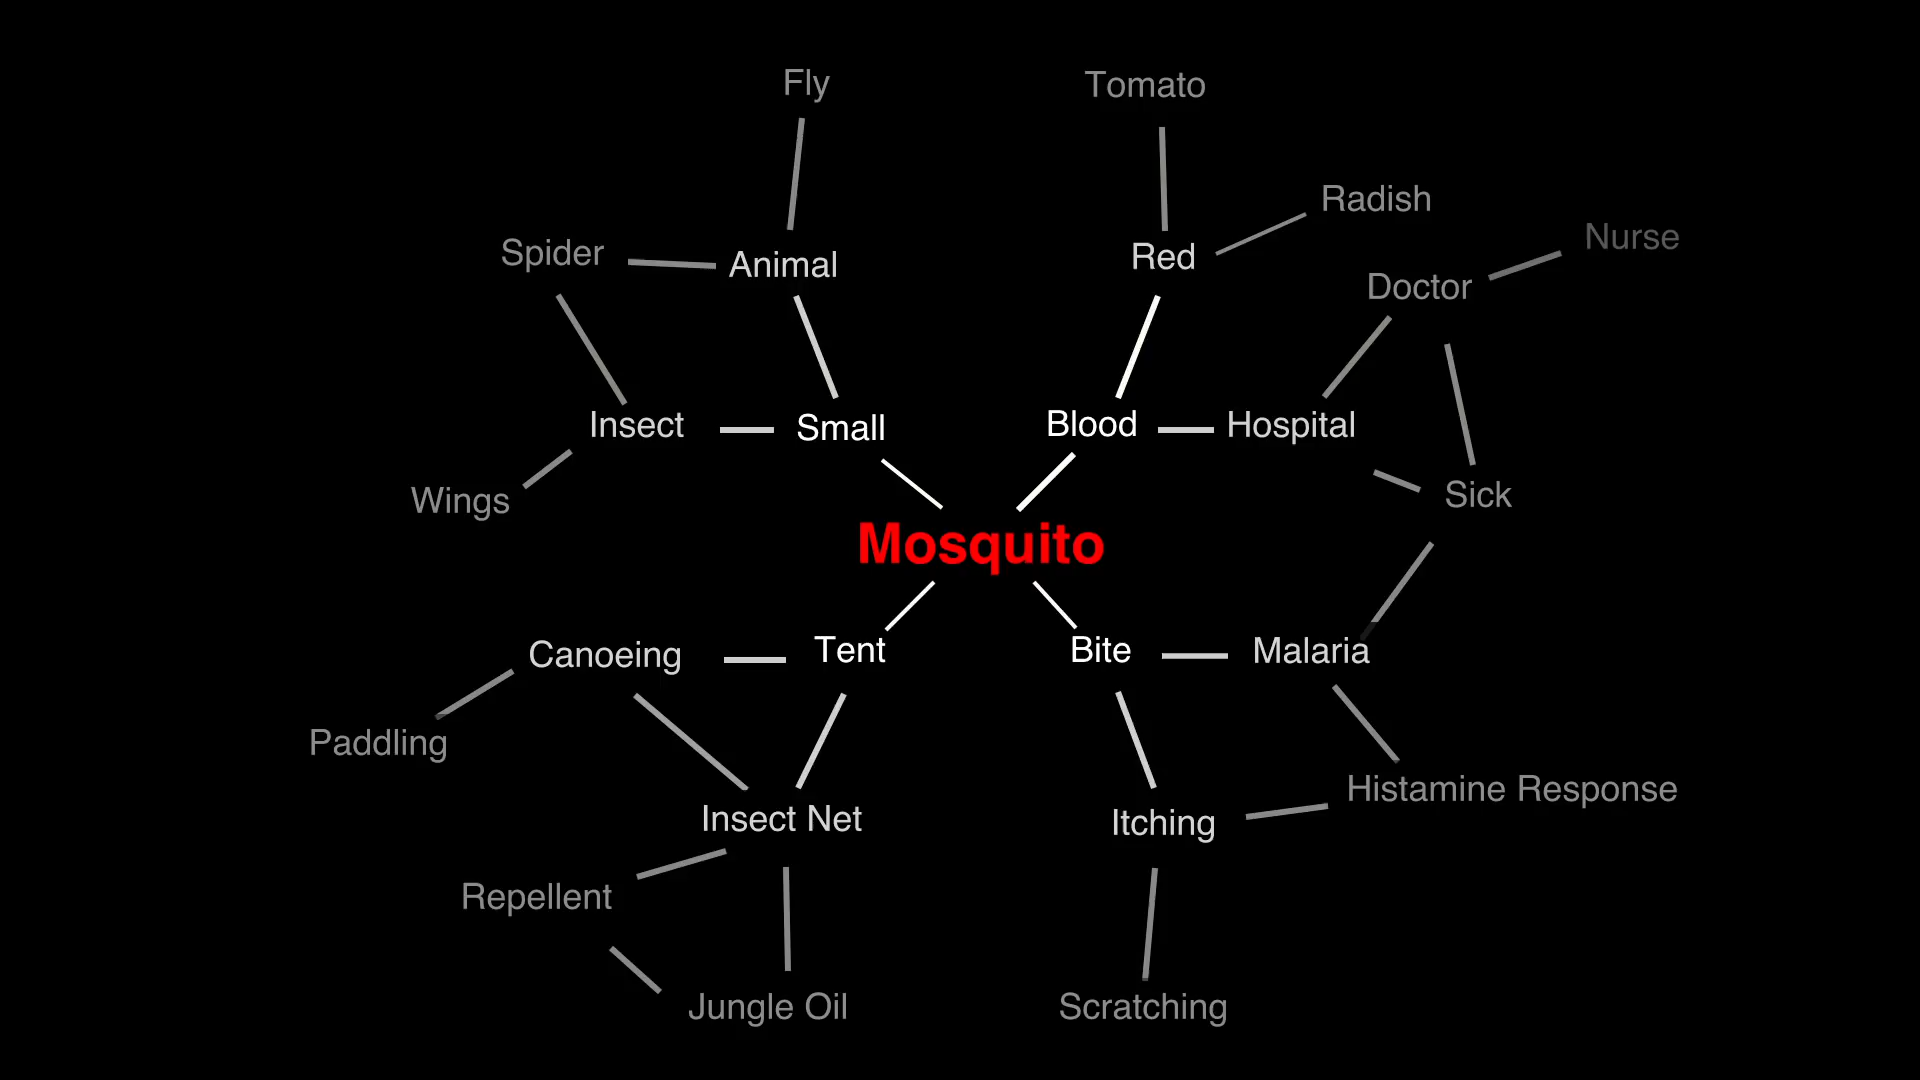 Fly
Tomato
Radish
Nurse
Spider
Animal
Red
Doctor
Insect
Small
Blood
Hospital
Wings
Sick
Mosquito
Canoeing
Tent
Bite
Malaria
Paddling
Insect Net
Itching
Histamine Response
Repellent
Jungle Oil
Scratching